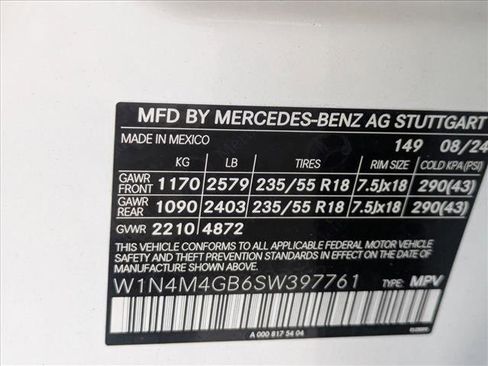 MFD BY MERCEDES-BENZ AG STUTTGART
MADE IN MEXICO 149 08/24
KG LB TIRES RIM SIZE COLD KPA (PSI)
GAWR FRONT 1170 2579 235/55 R18 7.5Jx18 290(43)
GAWR REAR 1090 2403 235/55 R18 7.5Jx18 290(43)
GVWR 2210 4872
THIS VEHICLE CONFORMS TO ALL APPLICABLE FEDERAL MOTOR VEHICLE
SAFETY AND THEFT PREVENTION STANDARDS IN EFFECT ON THE DATE OF
MANUFACTURE SHOWN ABOVE.
W1N4M4GB6SW397761 TYPE: MPV
A 000 817 54 04